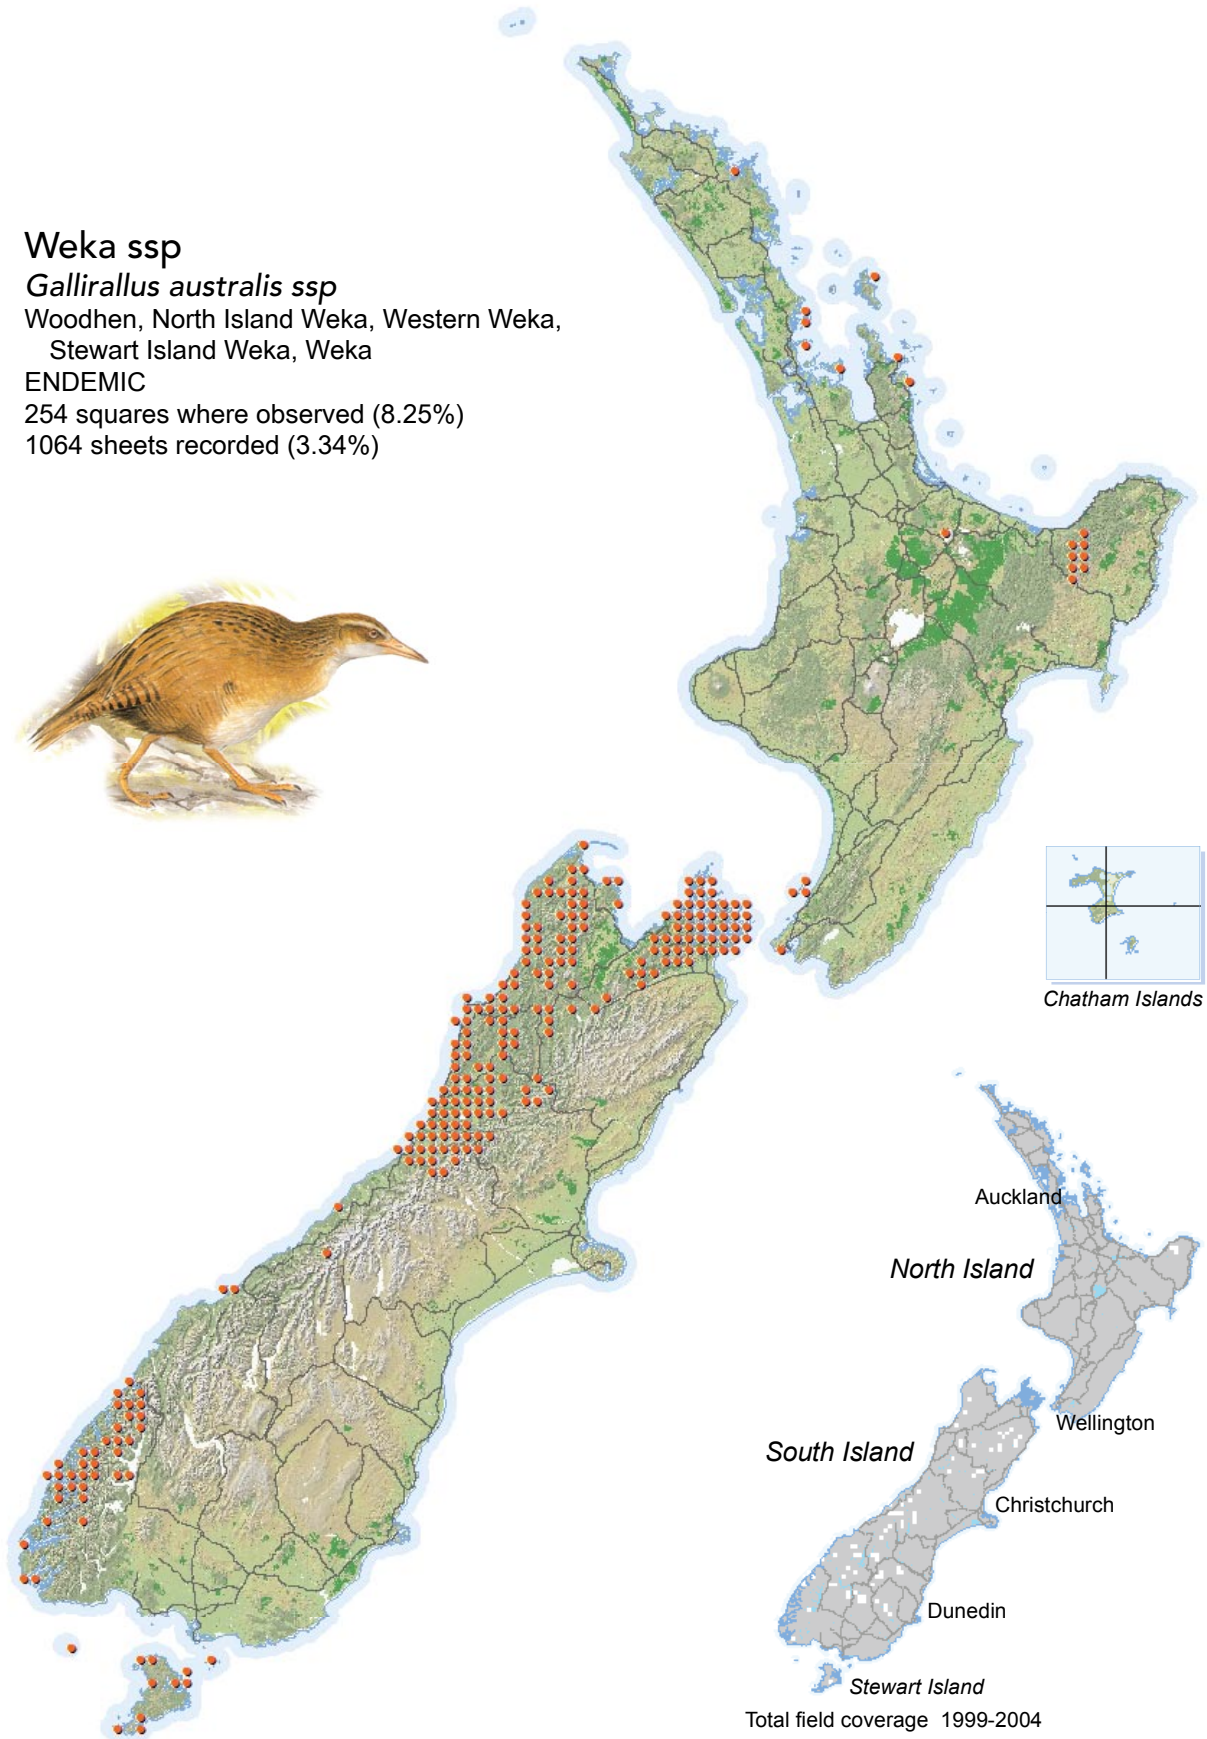 Weka ssp
Gallirallus australis ssp
Woodhen, North Island Weka, Western Weka,
Stewart Island Weka, Weka
ENDEMIC
254 squares where observed (8.25%)
1064 sheets recorded (3.34%)
Chatham Islands
Auckland
North Island
Wellington
South Island
Christchurch
Dunedin
Stewart Island
Total field coverage 1999-2004